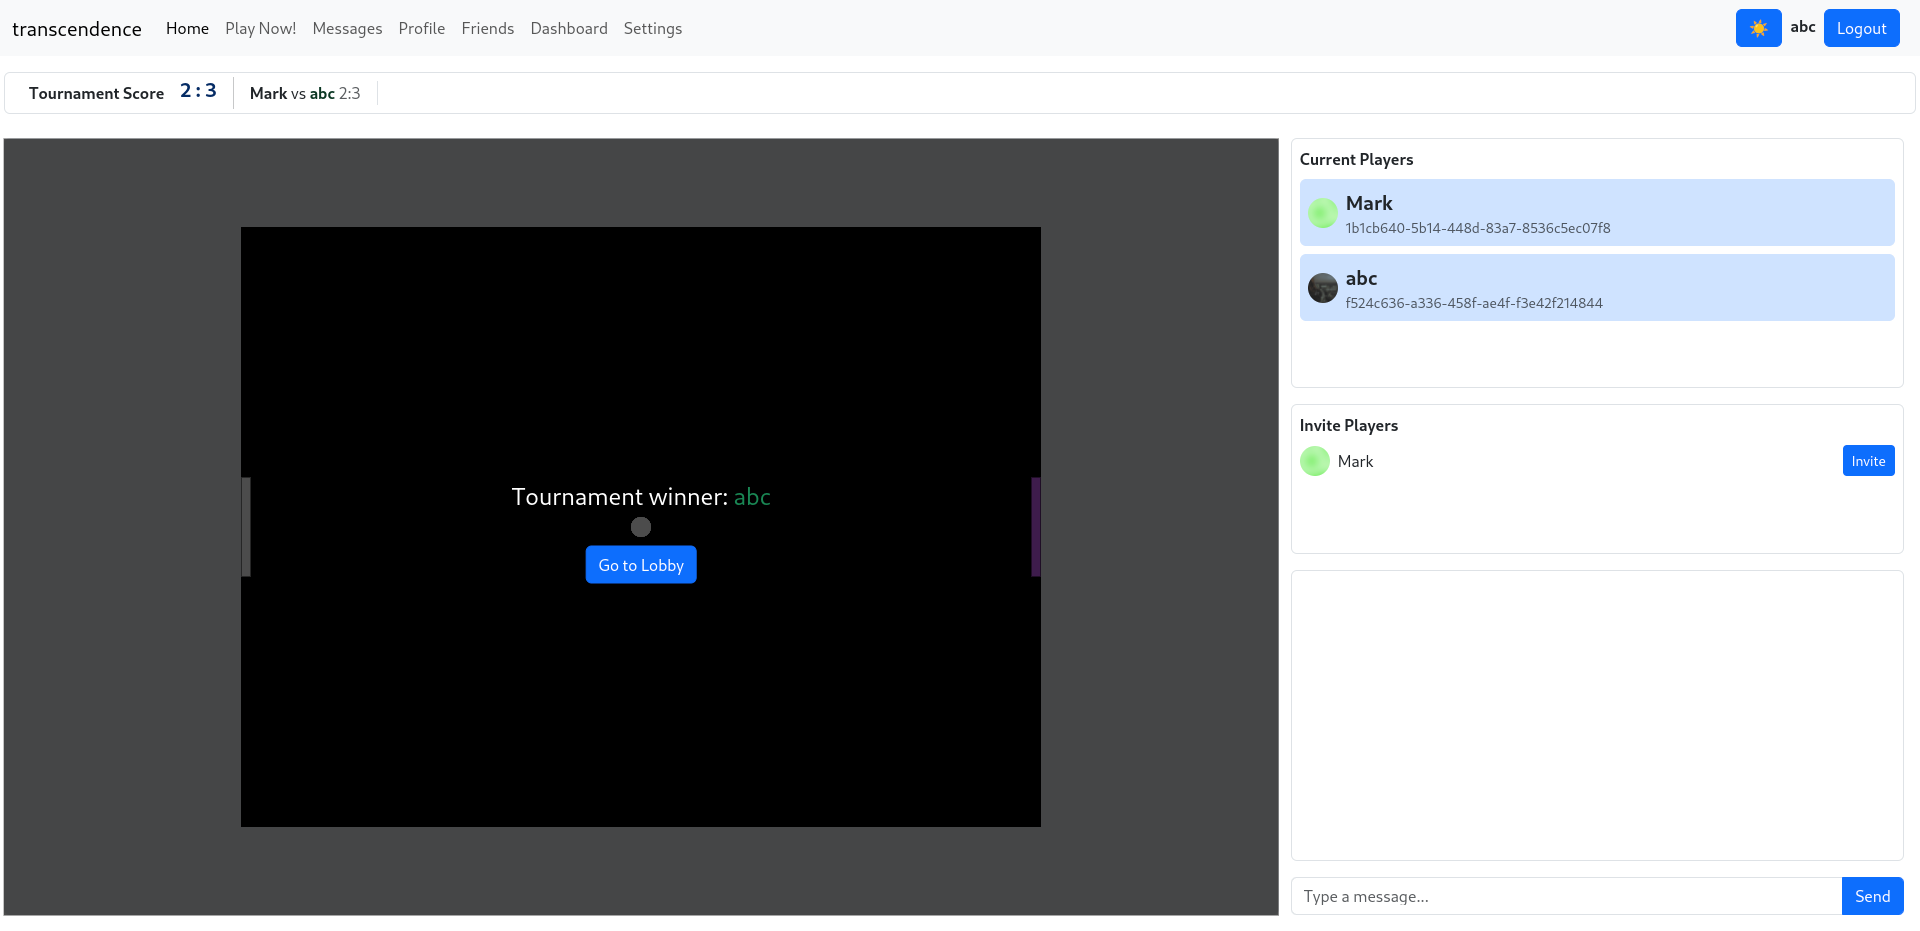 transcendence Home Play Now! Messages Profile Friends Dashboard Settings abc Logout
Tournament Score 2 : 3 Mark vs abc 2:3
Tournament winner: abc
Go to Lobby
Current Players
Mark
1b1cb640-5b14-448d-83a7-8536c5ec07f8
abc
f524c636-a336-458f-ae4f-f3e42f214844
Invite Players
Mark Invite
Type a message... Send